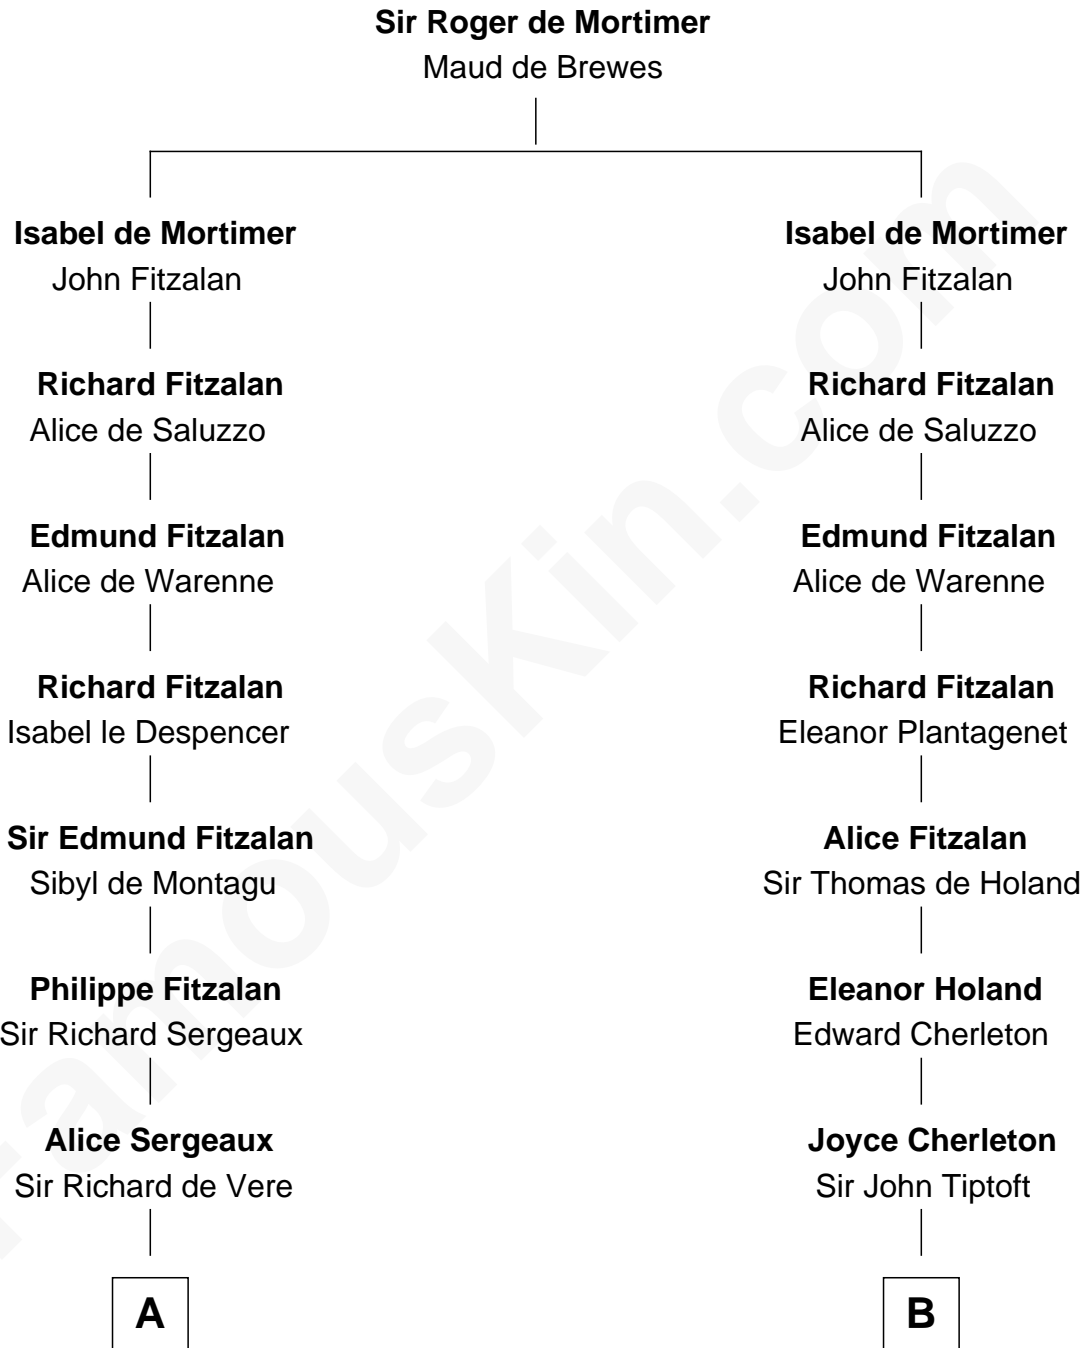 Sir Roger de Mortimer
Maud de Brewes
Isabel de Mortimer
John Fitzalan
Richard Fitzalan
Alice de Saluzzo
Edmund Fitzalan
Alice de Warenne
Richard Fitzalan
Isabel le Despencer
Sir Edmund Fitzalan
Sibyl de Montagu
Philippe Fitzalan
Sir Richard Sergeaux
Alice Sergeaux
Sir Richard de Vere
A
Isabel de Mortimer
John Fitzalan
Richard Fitzalan
Alice de Saluzzo
Edmund Fitzalan
Alice de Warenne
Richard Fitzalan
Eleanor Plantagenet
Alice Fitzalan
Sir Thomas de Holand
Eleanor Holand
Edward Cherleton
Joyce Cherleton
Sir John Tiptoft
B
FamousKin.com